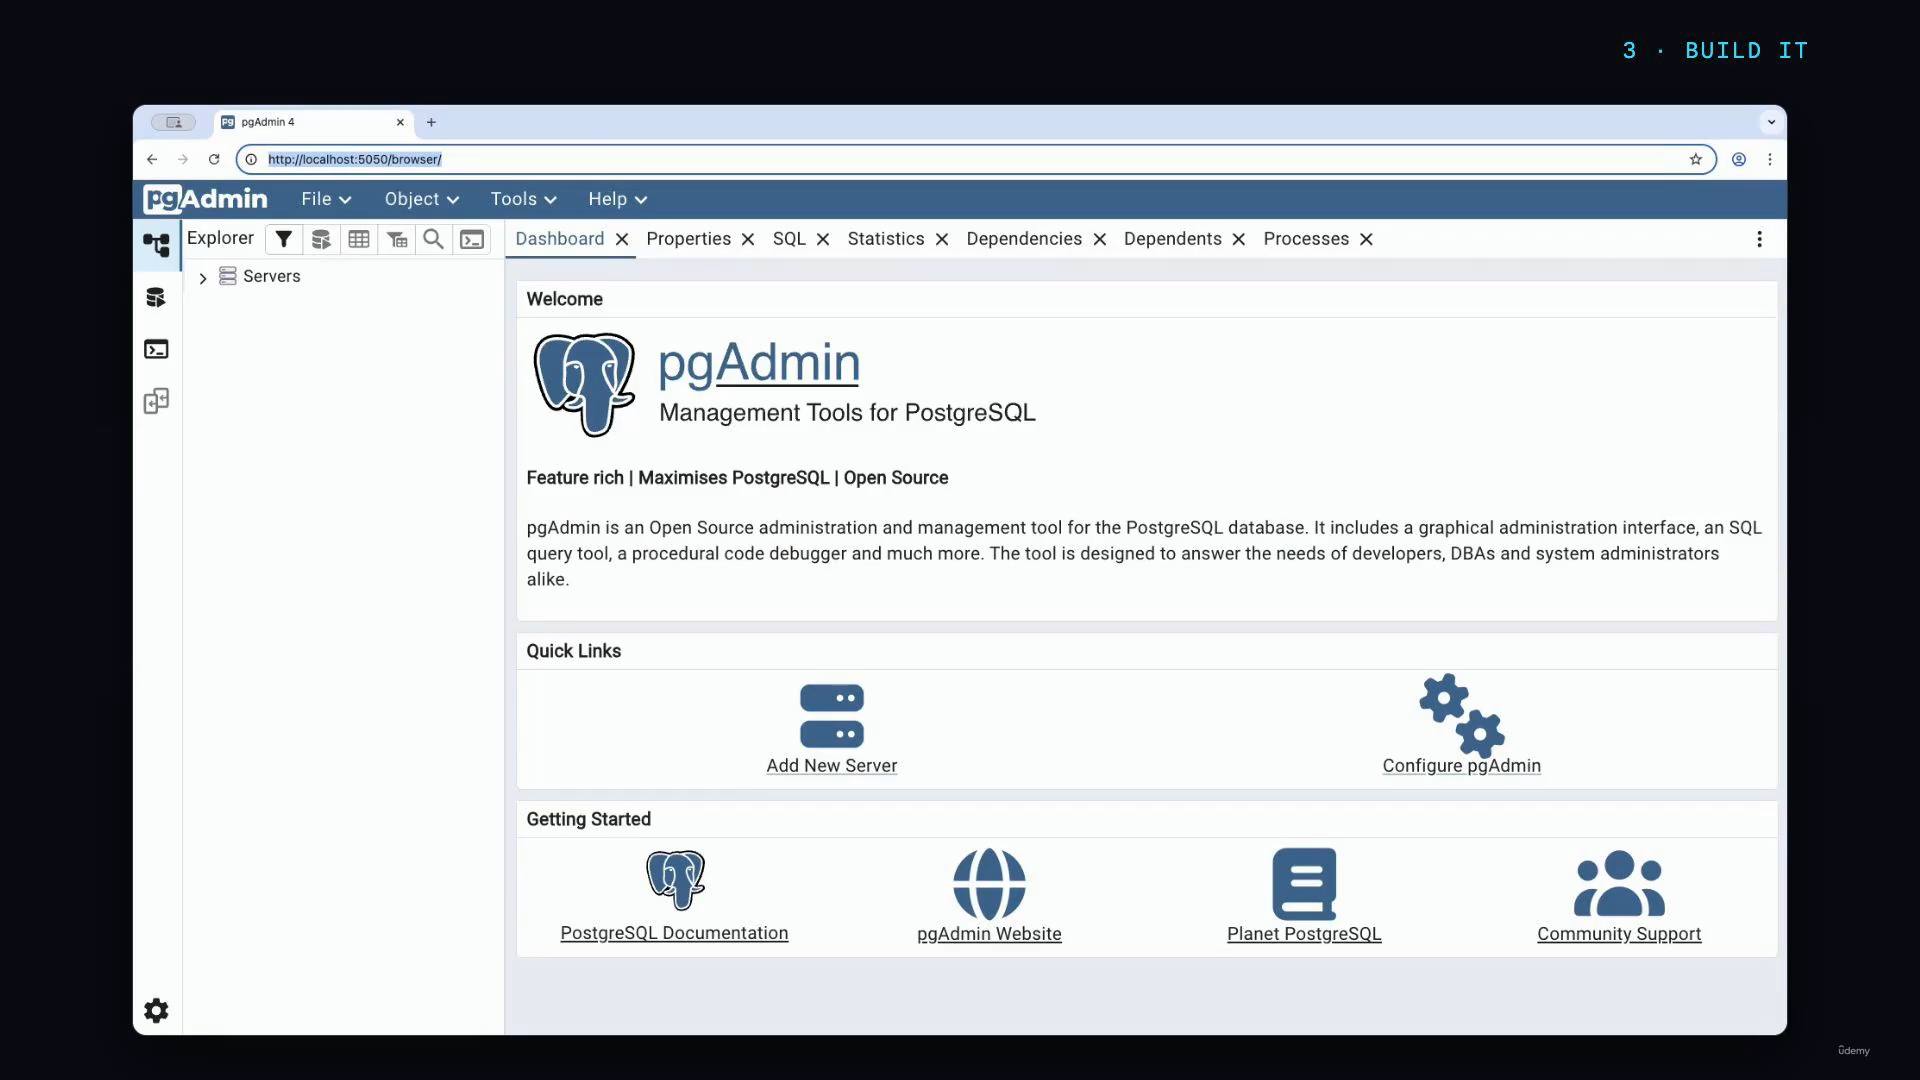 3 · BUILD IT
pgAdmin 4
http://localhost:5050/browser/
pgAdmin File Object Tools Help
Explorer
Dashboard Properties SQL Statistics Dependencies Dependents Processes
Servers
Welcome
pgAdmin
Management Tools for PostgreSQL
Feature rich | Maximises PostgreSQL | Open Source
pgAdmin is an Open Source administration and management tool for the PostgreSQL database. It includes a graphical administration interface, an SQL
query tool, a procedural code debugger and much more. The tool is designed to answer the needs of developers, DBAs and system administrators
alike.
Quick Links
Add New Server
Configure pgAdmin
Getting Started
PostgreSQL Documentation
pgAdmin Website
Planet PostgreSQL
Community Support
ûdemy